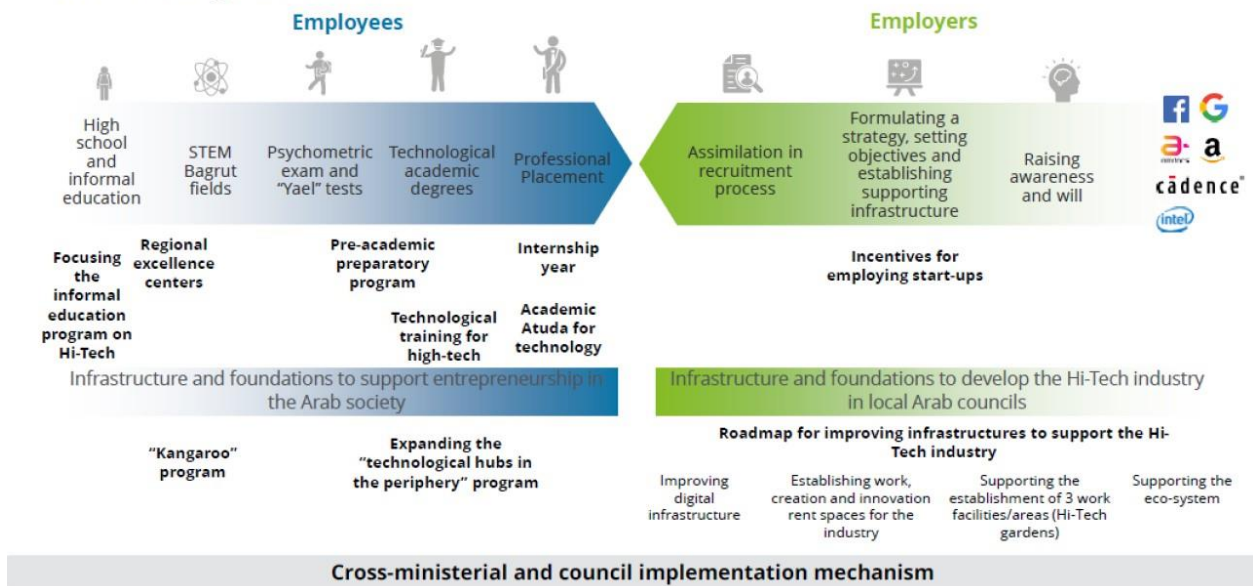 Employees
Employers
High
school
and
informal
education
STEM
Bagrut
fields
Psychometric
exam and
"Yael" tests
Technological
academic
degrees
Professional
Placement
Assimilation in
recruitment
process
Formulating a
strategy, setting
objectives and
establishing
supporting
infrastructure
Raising
awareness
and will
f G
a
cādence
intel
Focusing
the
informal
education
program on
Hi-Tech
Regional
excellence
centers
Pre-academic
preparatory
program
Technological
training for
high-tech
Internship
year
Academic
Atuda for
technology
Incentives for
employing start-ups
Infrastructure and foundations to support entrepreneurship in
the Arab society
Infrastructure and foundations to develop the Hi-Tech industry
in local Arab councils
"Kangaroo"
program
Expanding the
"technological hubs in
the periphery" program
Roadmap for improving infrastructures to support the Hi-
Tech industry
Improving
digital
infrastructure
Establishing work,
creation and innovation
rent spaces for the
industry
Supporting the
establishment of 3 work
facilities/areas (Hi-Tech
gardens)
Supporting the
eco-system
Cross-ministerial and council implementation mechanism